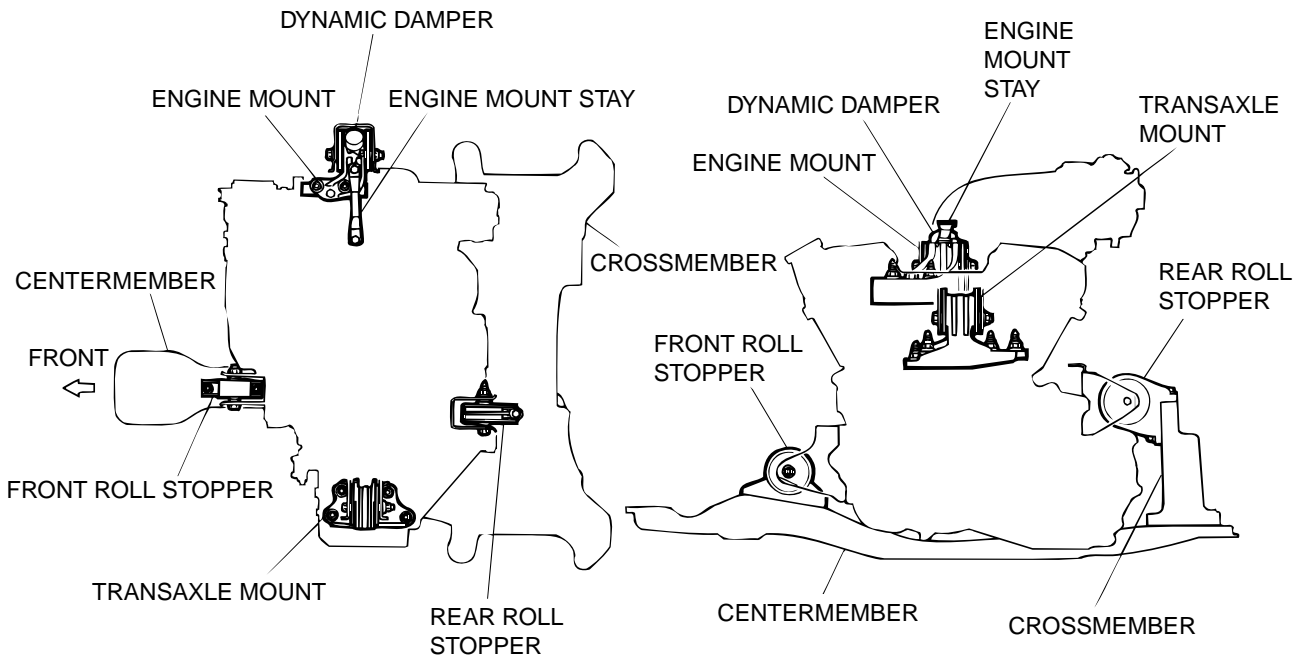 DYNAMIC DAMPER
ENGINE MOUNT
ENGINE MOUNT STAY
CROSSMEMBER
CENTERMEMBER
FRONT
FRONT ROLL STOPPER
TRANSAXLE MOUNT
REAR ROLL
STOPPER
ENGINE
MOUNT
STAY
DYNAMIC DAMPER
TRANSAXLE
MOUNT
ENGINE MOUNT
REAR ROLL
STOPPER
FRONT ROLL
STOPPER
CENTERMEMBER
CROSSMEMBER